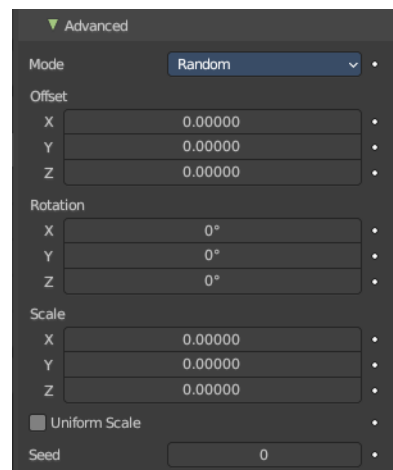 Advanced
Mode Random
Offset
X 0.00000
Y 0.00000
Z 0.00000
Rotation
X 0°
Y 0°
Z 0°
Scale
X 0.00000
Y 0.00000
Z 0.00000
Uniform Scale
Seed 0